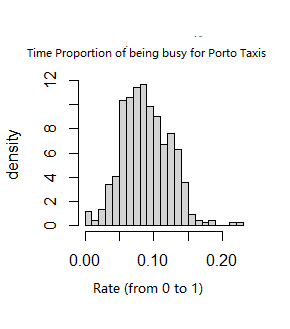 Time Proportion of being busy for Porto Taxis
12
8
6
4
2
0
density
0.00 0.10 0.20
Rate (from 0 to 1)